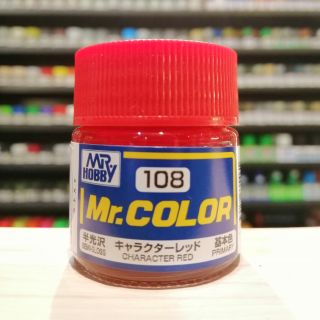 MR.
HOBBY
108
Mr.COLOR
半光沢
SEMI-GLOSS
キャラクターレッド
CHARACTER RED
基本色
PRIMARY